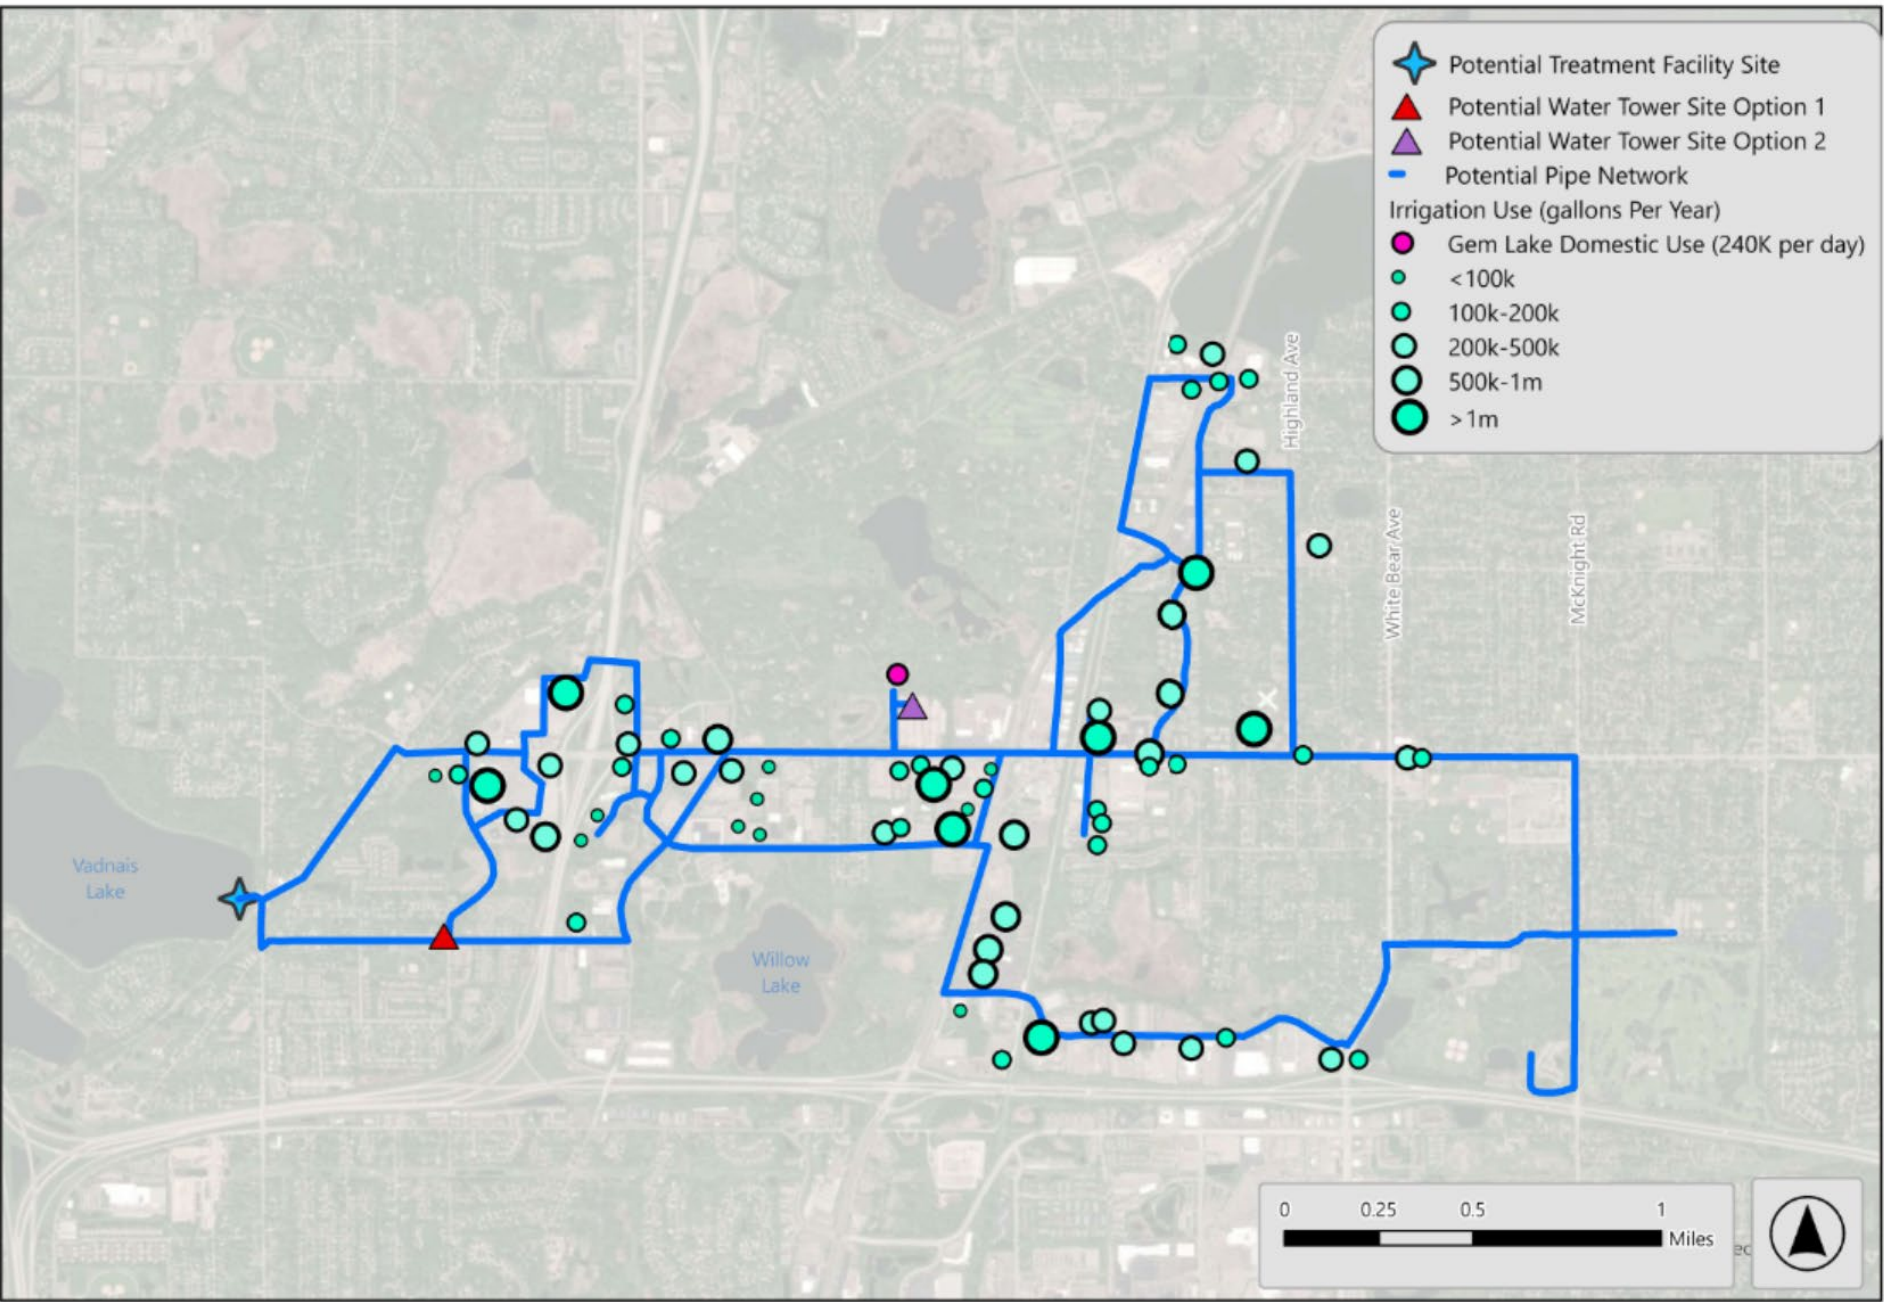 Potential Treatment Facility Site
Potential Water Tower Site Option 1
Potential Water Tower Site Option 2
Potential Pipe Network
Irrigation Use (gallons Per Year)
Gem Lake Domestic Use (240K per day)
<100k
100k-200k
200k-500k
500k-1m
>1m
Highland Ave
White Bear Ave
McKnight Rd
Vadnais
Lake
Willow
Lake
0 0.25 0.5 1
Miles